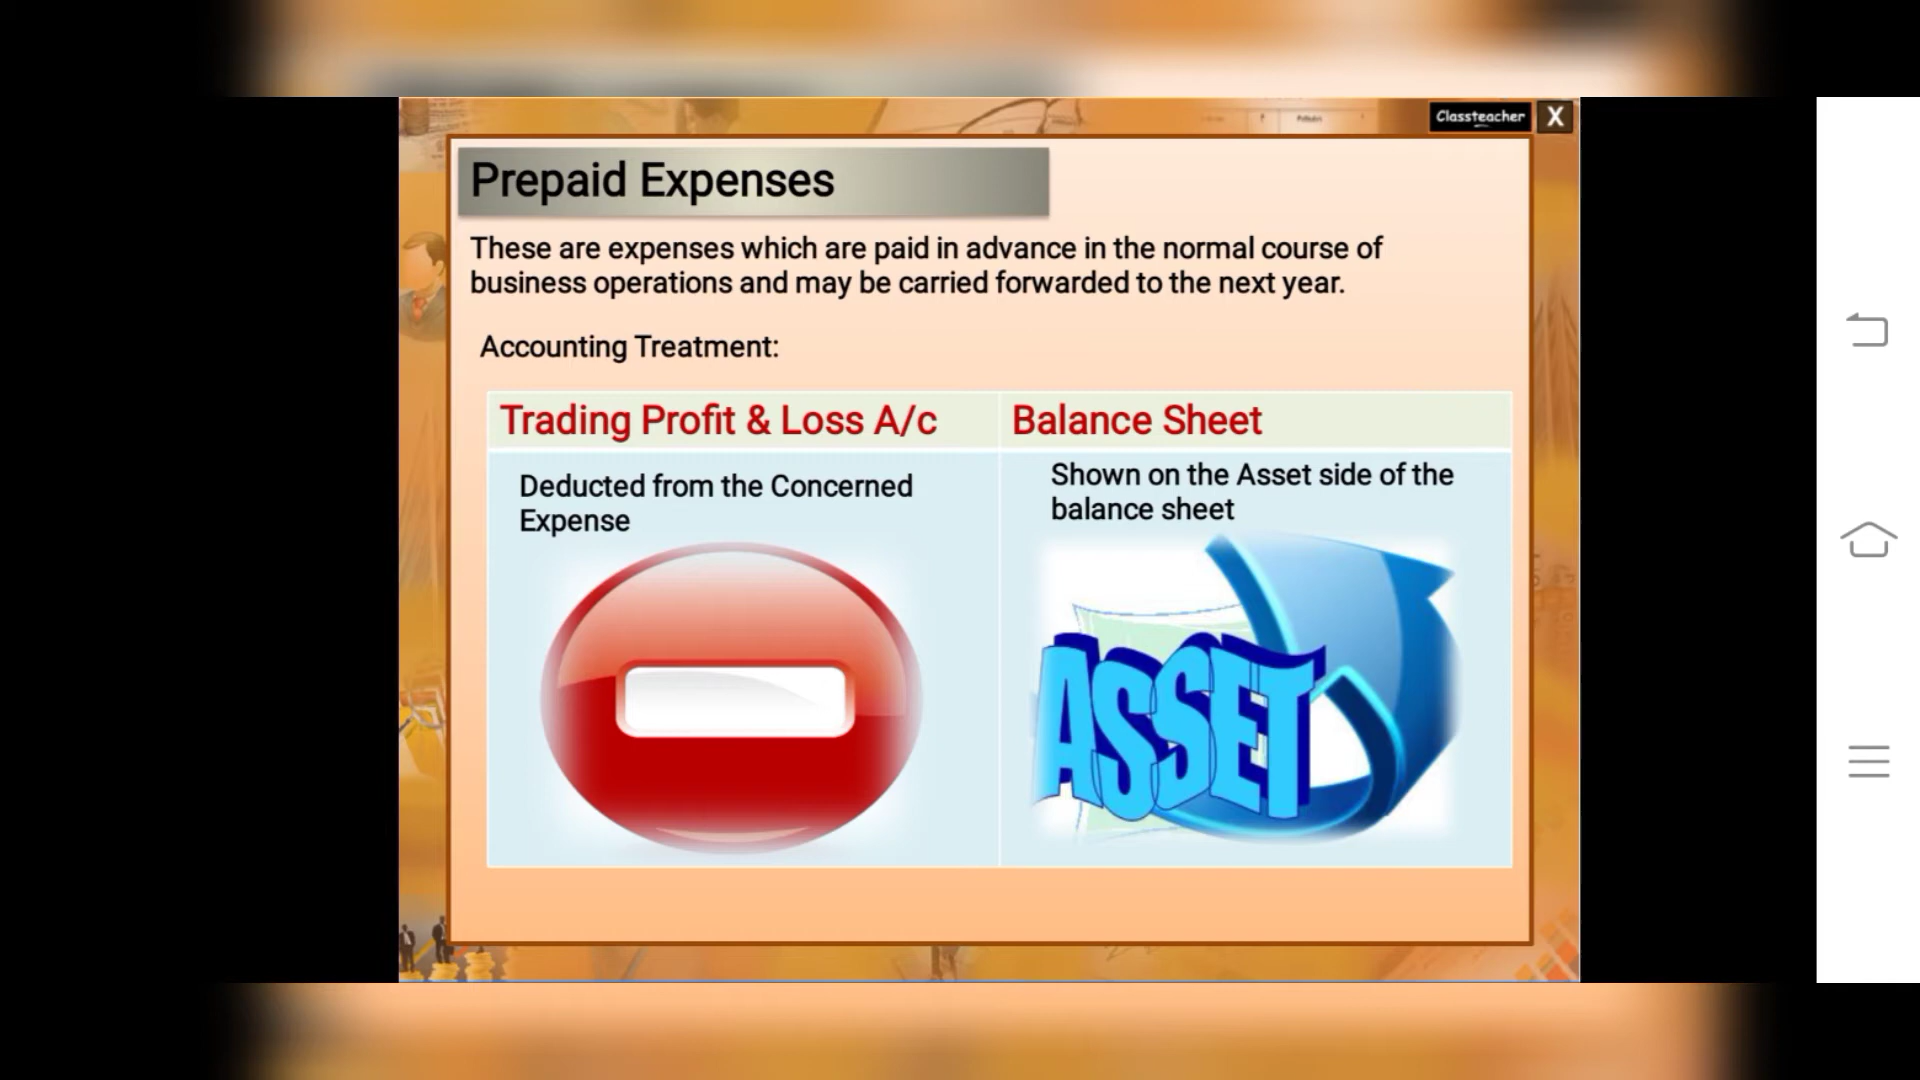 Classteacher X
Prepaid Expenses
These are expenses which are paid in advance in the normal course of
business operations and may be carried forwarded to the next year.
Accounting Treatment:
Trading Profit & Loss A/c
Balance Sheet
Deducted from the Concerned
Expense
Shown on the Asset side of the
balance sheet
ASSET